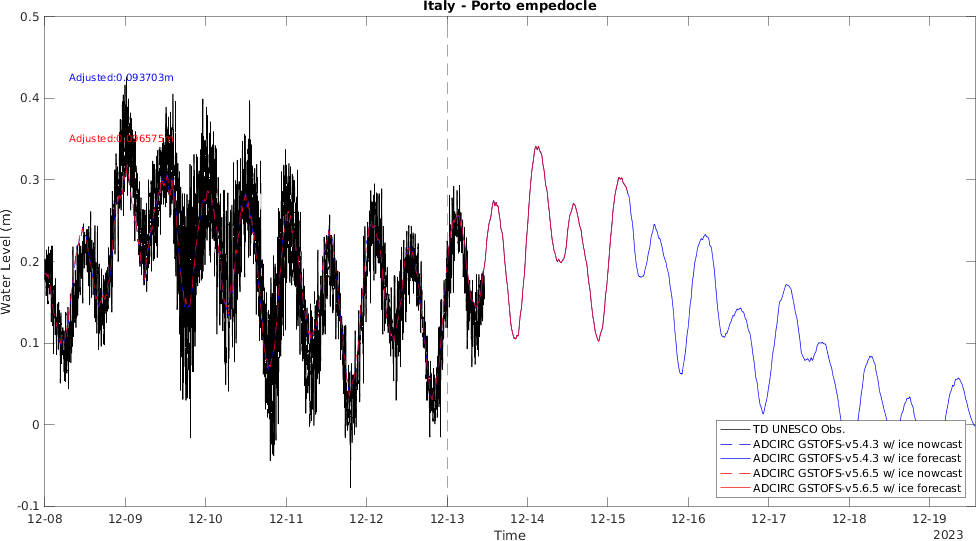 Italy - Porto empedocle
0.5
0.4
0.3
0.2
0.1
0
-0.1
Water Level (m)
Adjusted:0.093703m
Adjusted:0.096575m
TD UNESCO Obs.
ADCIRC GSTOFS-v5.4.3 w/ ice nowcast
ADCIRC GSTOFS-v5.4.3 w/ ice forecast
ADCIRC GSTOFS-v5.6.5 w/ ice nowcast
ADCIRC GSTOFS-v5.6.5 w/ ice forecast
12-08 12-09 12-10 12-11 12-12 12-13 12-14 12-15 12-16 12-17 12-18 12-19
Time
2023